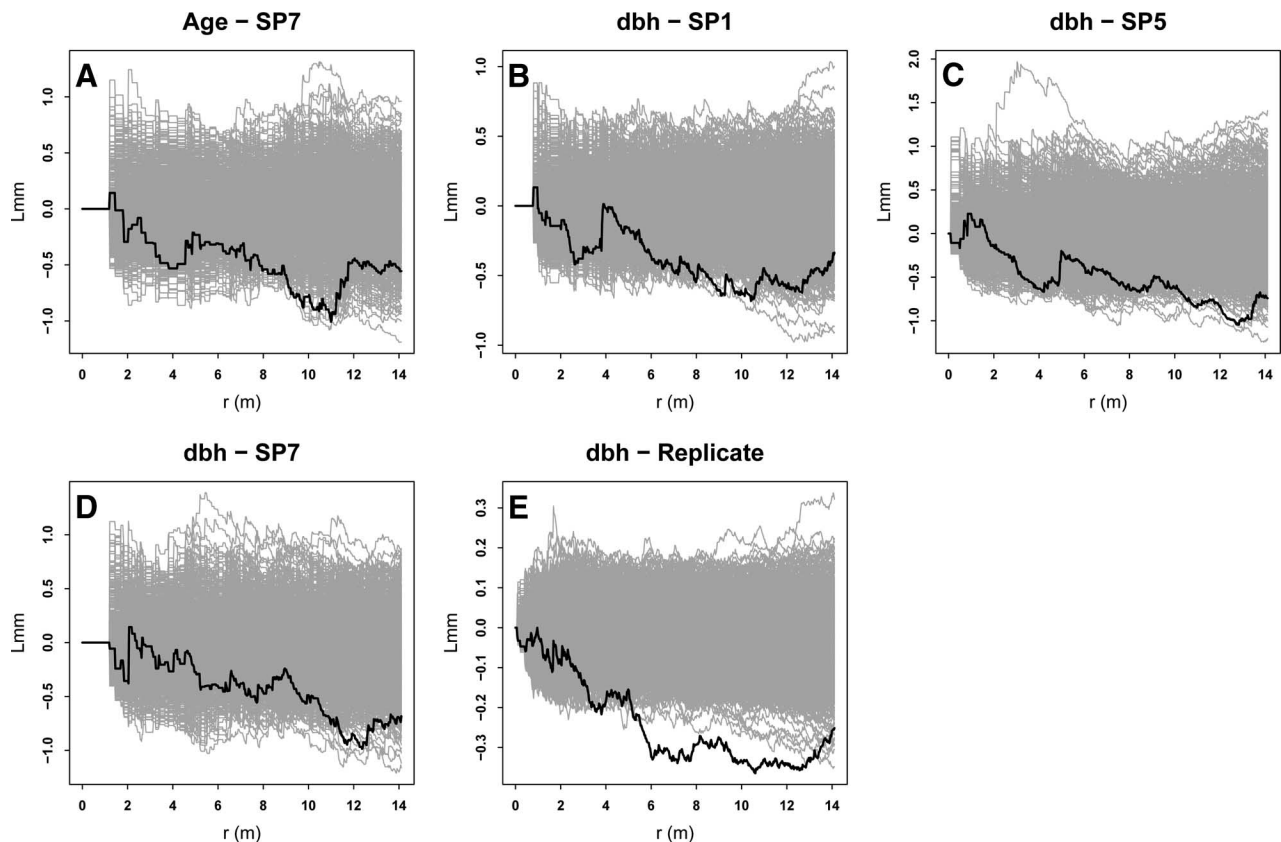 Age − SP7
dbh − SP1
dbh − SP5
A
B
C
Lmm
1.0
0.5
0.0
−0.5
−1.0
0 2 4 6 8 10 12 14
r (m)
Lmm
1.0
0.5
0.0
−0.5
−1.0
0 2 4 6 8 10 12 14
r (m)
Lmm
2.0
1.5
1.0
0.5
0.0
−0.5
−1.0
0 2 4 6 8 10 12 14
r (m)
dbh − SP7
dbh − Replicate
D
E
Lmm
1.0
0.5
0.0
−0.5
−1.0
0 2 4 6 8 10 12 14
r (m)
Lmm
0.3
0.2
0.1
0.0
−0.1
−0.2
−0.3
0 2 4 6 8 10 12 14
r (m)